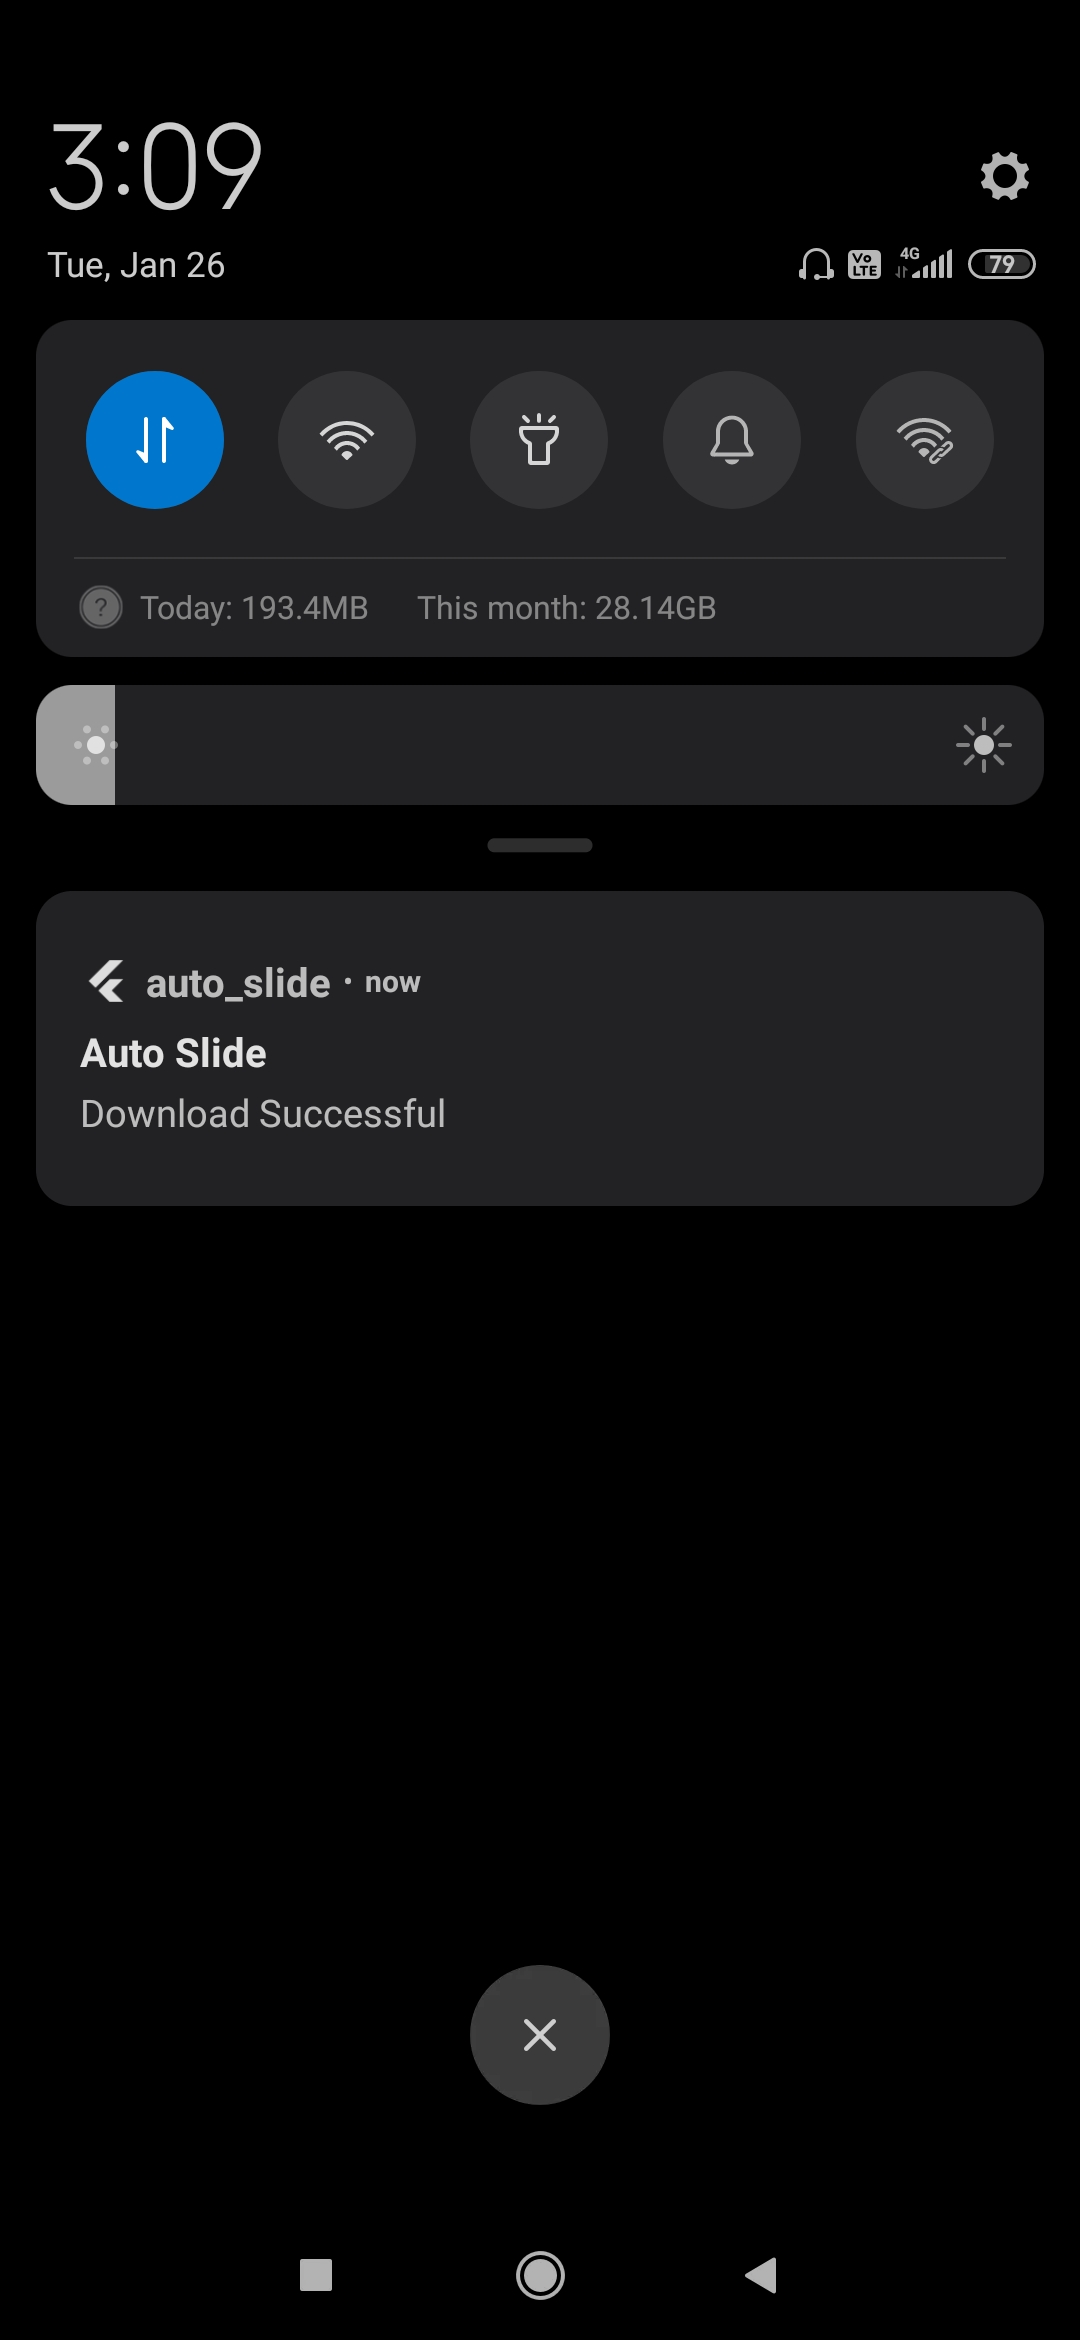 3:09
Tue, Jan 26
Vo LTE 4G 79
? Today: 193.4MB This month: 28.14GB
auto_slide · now
Auto Slide
Download Successful